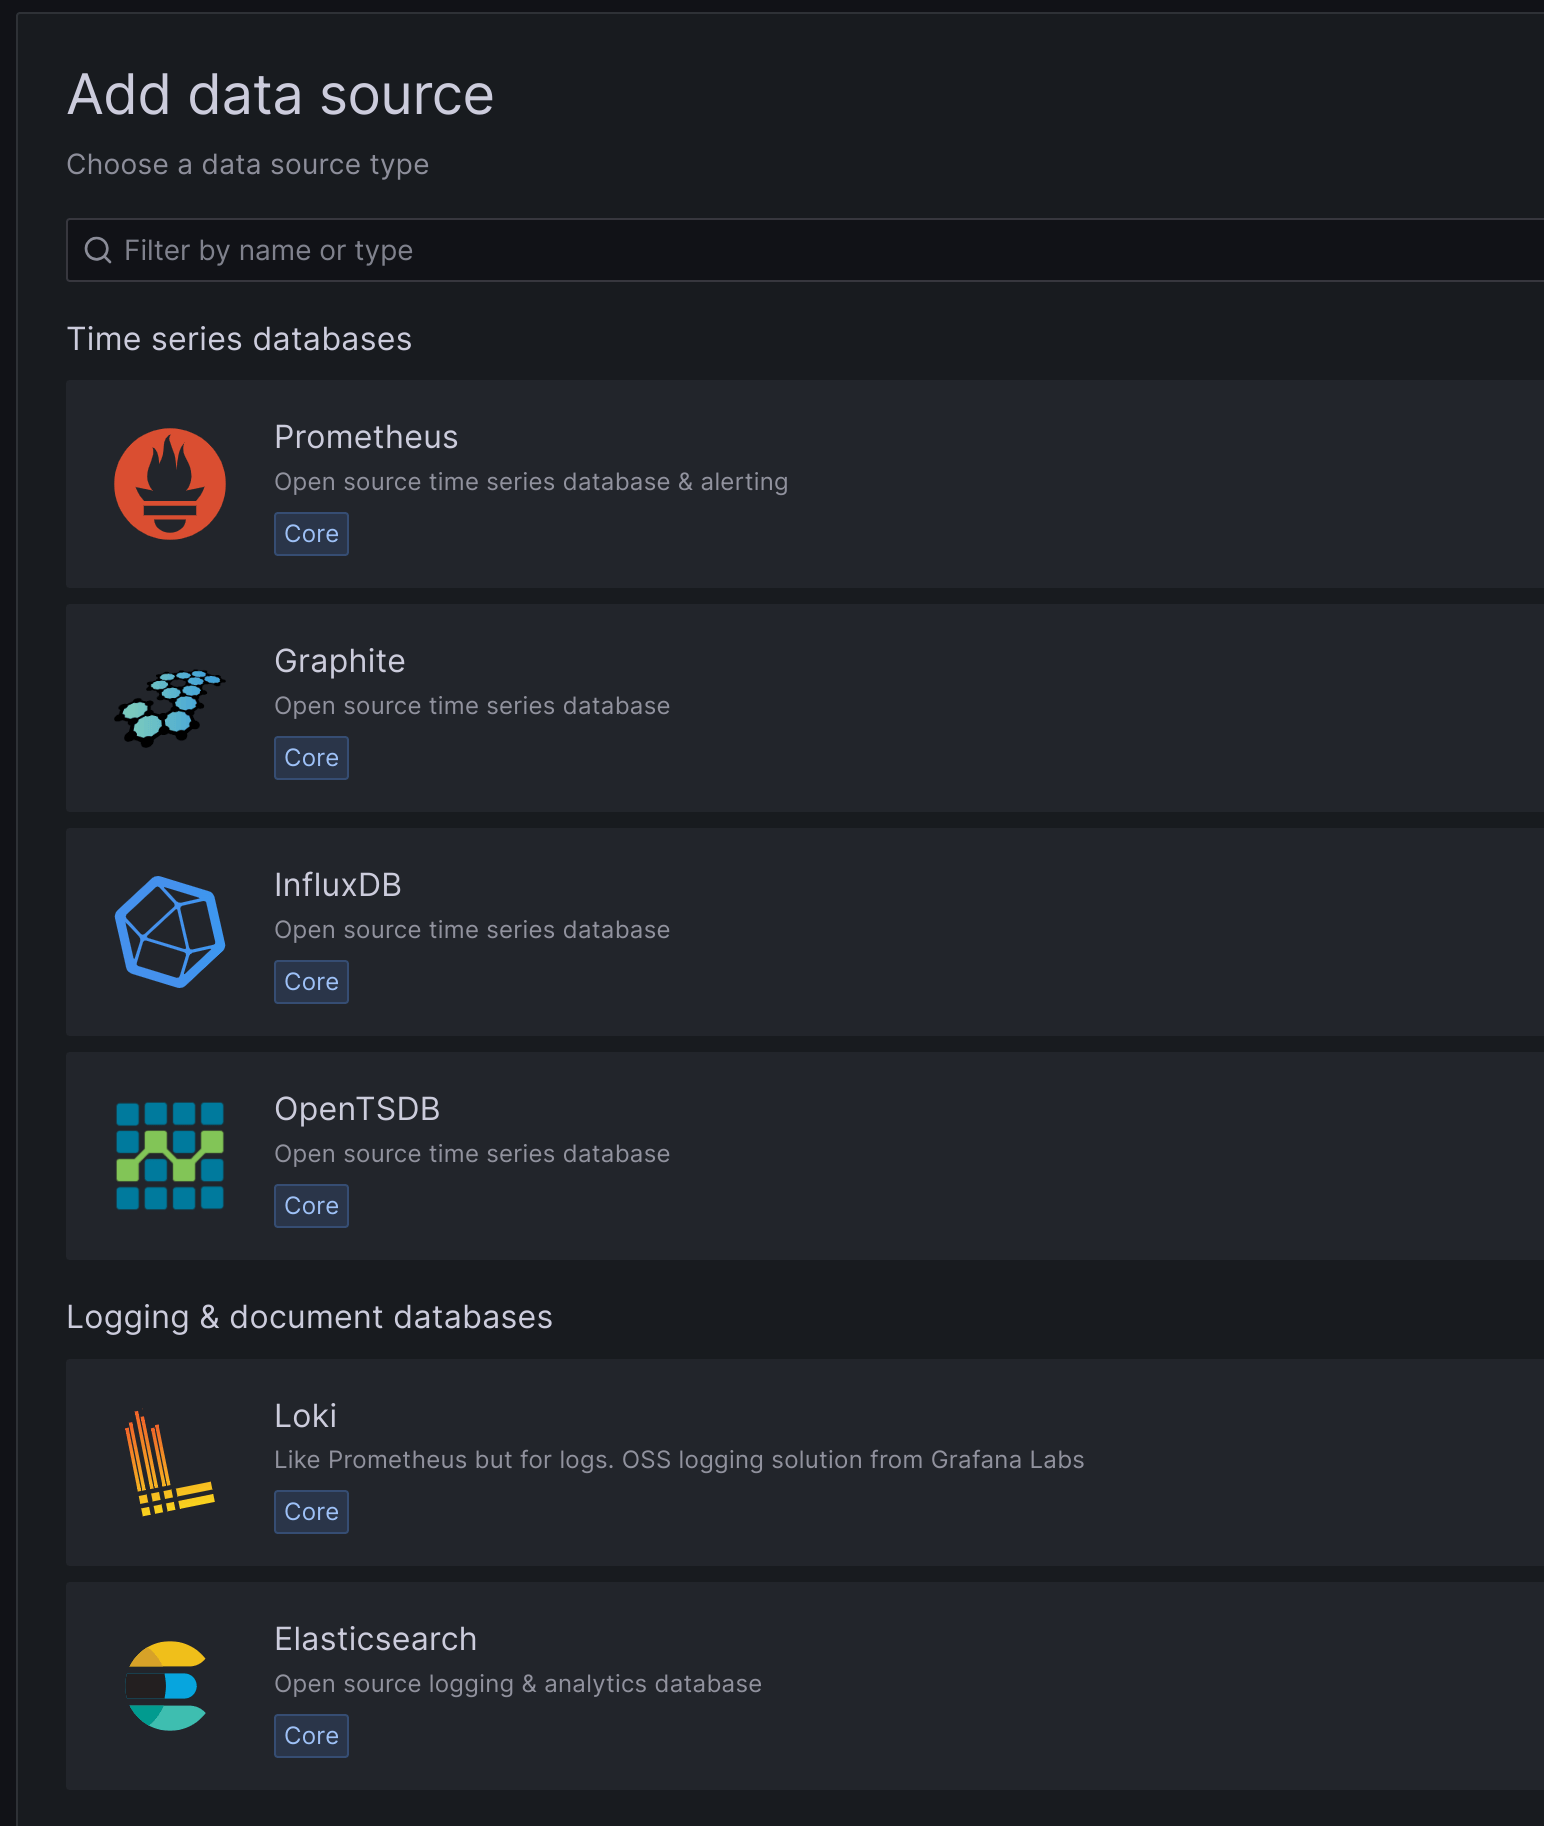 Add data source
Choose a data source type
Filter by name or type
Time series databases
Prometheus
Open source time series database & alerting
Core
Graphite
Open source time series database
Core
InfluxDB
Open source time series database
Core
OpenTSDB
Open source time series database
Core
Logging & document databases
Loki
Like Prometheus but for logs. OSS logging solution from Grafana Labs
Core
Elasticsearch
Open source logging & analytics database
Core